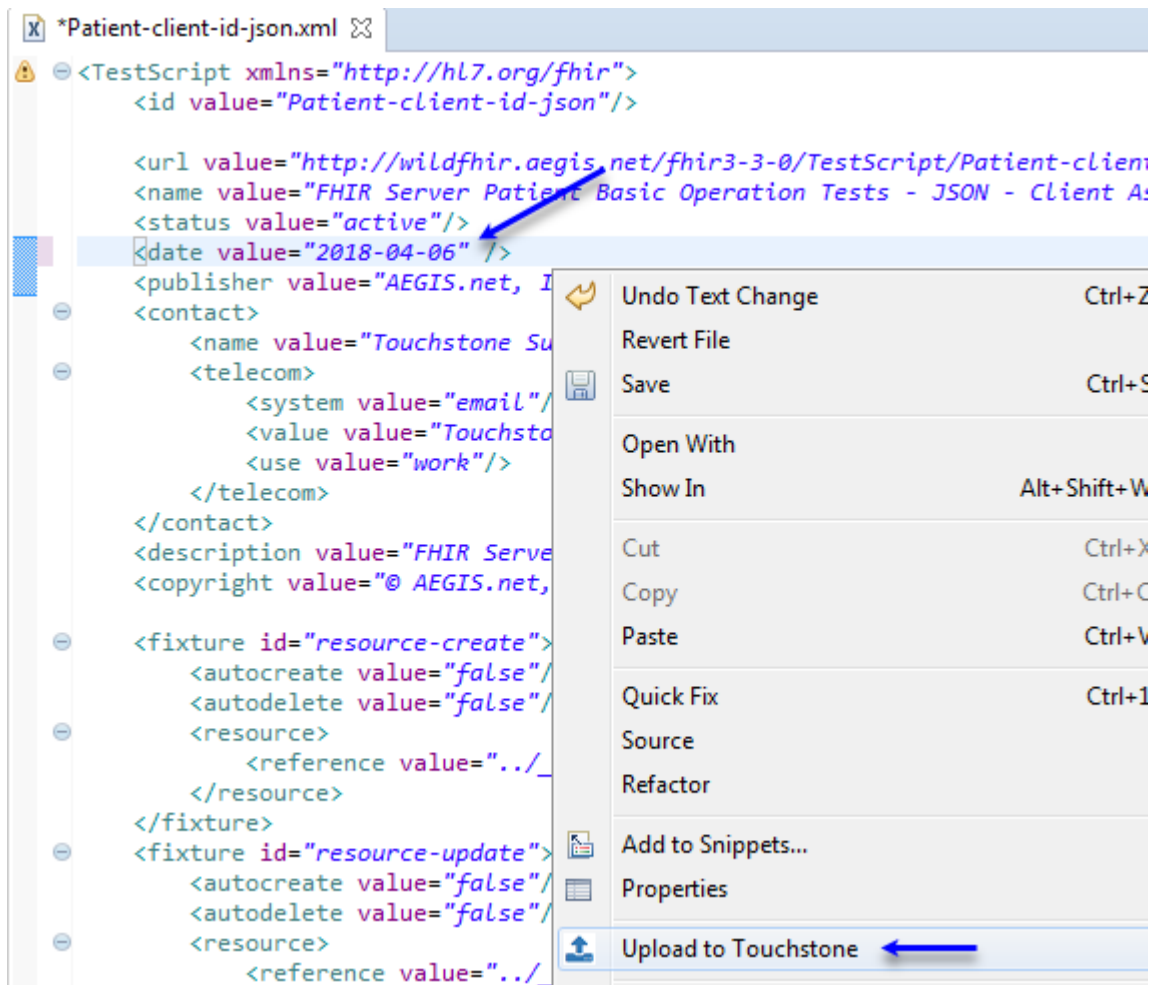 *Patient-client-id-json.xml
<TestScript xmlns="http://hl7.org/fhir">
<id value="Patient-client-id-json"/>
<url value="http://wildfhir.aegis.net/fhir3-3-0/TestScript/Patient-client
<name value="FHIR Server Patient Basic Operation Tests - JSON - Client As
<status value="active"/>
<date value="2018-04-06" />
<publisher value="AEGIS.net, I
<contact>
<name value="Touchstone Su
<telecom>
<system value="email"/
<value value="Touchsto
<use value="work"/>
</telecom>
</contact>
<description value="FHIR Serve
<copyright value="© AEGIS.net,
<fixture id="resource-create">
<autocreate value="false"/
<autodelete value="false"/
<resource>
<reference value="../_
</resource>
</fixture>
<fixture id="resource-update">
<autocreate value="false"/
<autodelete value="false"/
<resource>
<reference value="../_
Undo Text Change Ctrl+Z
Revert File
Save Ctrl+S
Open With
Show In Alt+Shift+W
Cut Ctrl+X
Copy Ctrl+C
Paste Ctrl+V
Quick Fix Ctrl+1
Source
Refactor
Add to Snippets...
Properties
Upload to Touchstone